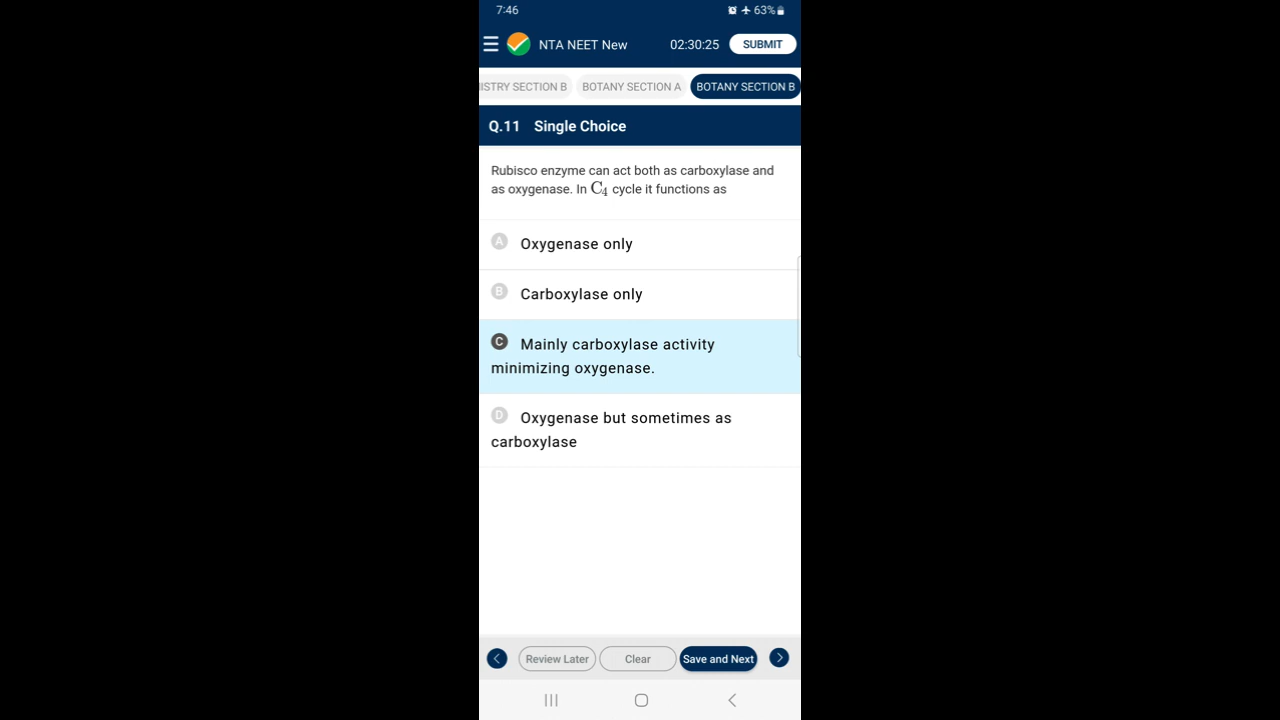 7:46 63%
NTA NEET New 02:30:25 SUBMIT
ISTRY SECTION B BOTANY SECTION A BOTANY SECTION B
Q.11 Single Choice
Rubisco enzyme can act both as carboxylase and
as oxygenase. In C₄ cycle it functions as
A Oxygenase only
B Carboxylase only
C Mainly carboxylase activity
minimizing oxygenase.
D Oxygenase but sometimes as
carboxylase
Review Later Clear Save and Next